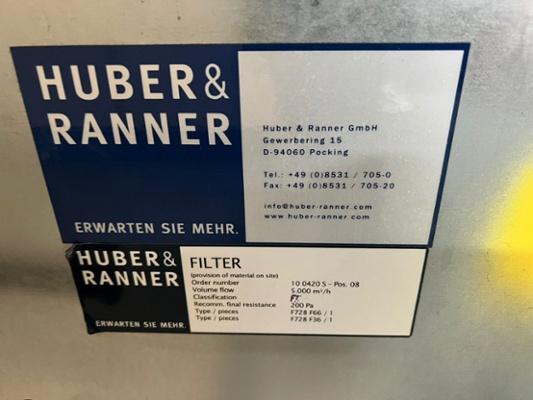 HUBER &
RANNER
ERWARTEN SIE MEHR.
Huber & Ranner GmbH
Gewerbering 15
D-94060 Pocking
Tel.: +49 (0)8531 / 705-0
Fax: +49 (0)8531 / 705-20
info@huber-ranner.com
www.huber-ranner.com
HUBER &
RANNER
ERWARTEN SIE MEHR.
FILTER
(provision of material on site)
Order number 10 0420 S - Pos. 08
Volume flow 5.000 m³/h
Classification F7
Recomm. final resistance 200 Pa
Type / pieces F728 F66 / 1
Type / pieces F728 F36 / 1